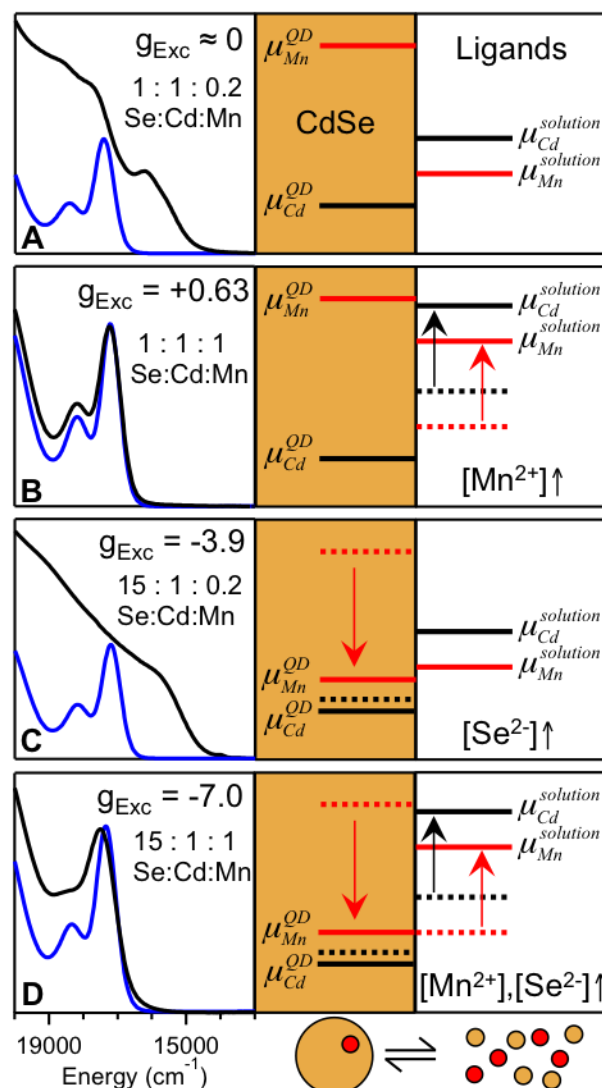 g_Exc ≈ 0
1 : 1 : 0.2
Se:Cd:Mn
A
μ_Mn^QD
CdSe
μ_Cd^QD
Ligands
μ_Cd^solution
μ_Mn^solution
g_Exc = +0.63
1 : 1 : 1
Se:Cd:Mn
B
μ_Mn^QD
μ_Cd^QD
μ_Cd^solution
μ_Mn^solution
[Mn²⁺]↑
g_Exc = -3.9
15 : 1 : 0.2
Se:Cd:Mn
C
μ_Mn^QD
μ_Cd^QD
μ_Cd^solution
μ_Mn^solution
[Se²⁻]↑
g_Exc = -7.0
15 : 1 : 1
Se:Cd:Mn
D
μ_Mn^QD
μ_Cd^QD
μ_Cd^solution
μ_Mn^solution
[Mn²⁺],[Se²⁻]↑
19000 15000
Energy (cm⁻¹)